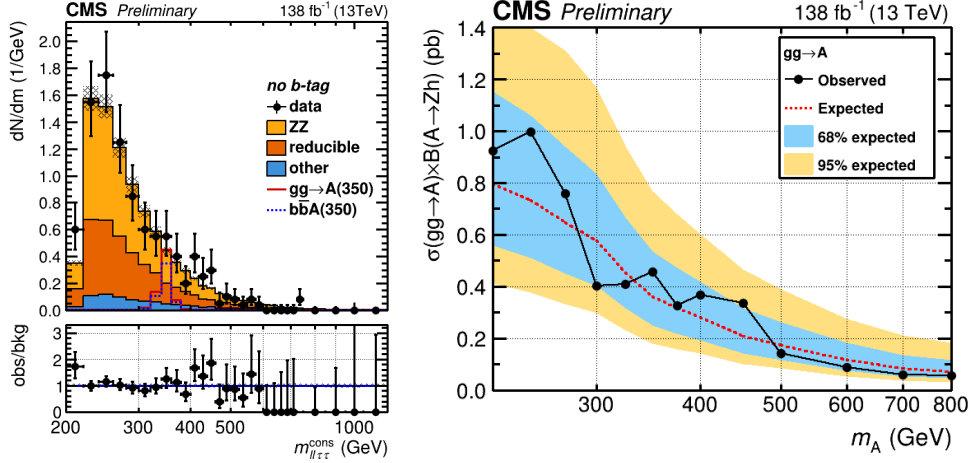 CMS Preliminary 138 fb⁻¹ (13TeV)
dN/dm (1/GeV)
2.0
1.8
1.6
1.4
1.2
1.0
0.8
0.6
0.4
0.2
0.0
no b-tag
data
ZZ
reducible
other
gg→A(350)
bb̅A(350)
obs/bkg
3
2
1
0
200 300 400 500 1000
m^cons_llττ (GeV)
CMS Preliminary 138 fb⁻¹ (13 TeV)
σ(gg→A)×B(A→Zh) (pb)
1.4
1.2
1.0
0.8
0.6
0.4
0.2
0.0
gg→A
Observed
Expected
68% expected
95% expected
300 400 500 600 700 800
m_A (GeV)